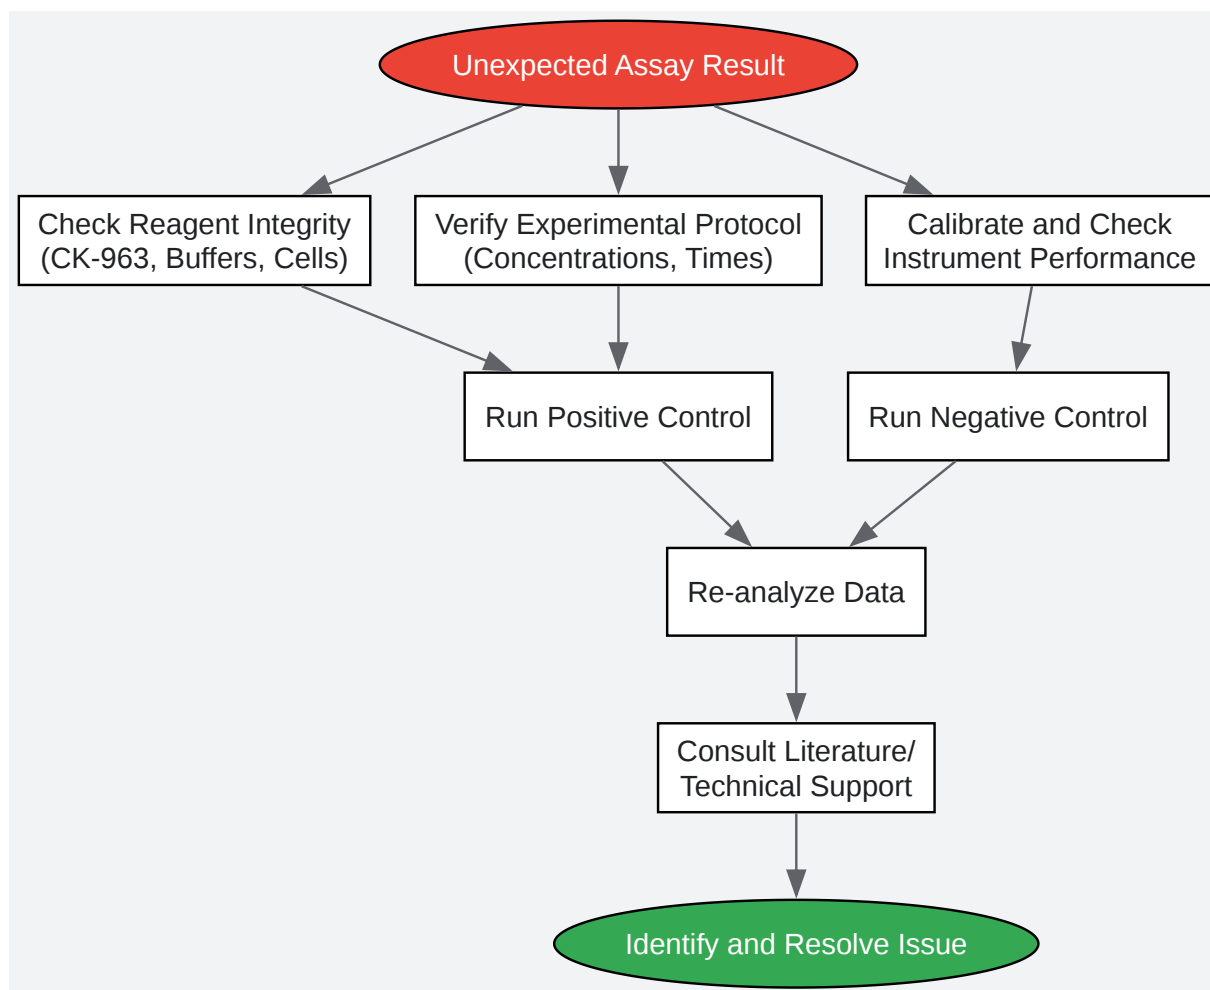 Unexpected Assay Result
Check Reagent Integrity
(CK-963, Buffers, Cells)
Verify Experimental Protocol
(Concentrations, Times)
Calibrate and Check
Instrument Performance
Run Positive Control
Run Negative Control
Re-analyze Data
Consult Literature/
Technical Support
Identify and Resolve Issue